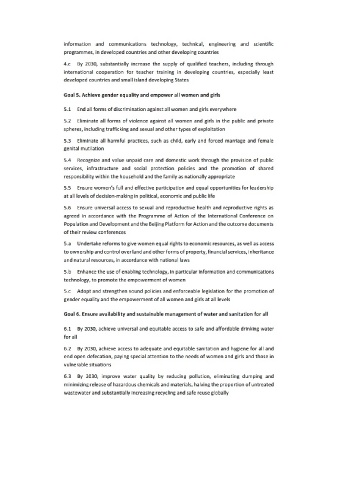 information and communications technology, technical, engineering and scientific
programmes, in developed countries and other developing countries
4.c By 2030, substantially increase the supply of qualified teachers, including through
international cooperation for teacher training in developing countries, especially least
developed countries and small island developing States
Goal 5. Achieve gender equality and empower all women and girls
5.1 End all forms of discrimination against all women and girls everywhere
5.2 Eliminate all forms of violence against all women and girls in the public and private
spheres, including trafficking and sexual and other types of exploitation
5.3 Eliminate all harmful practices, such as child, early and forced marriage and female
genital mutilation
5.4 Recognize and value unpaid care and domestic work through the provision of public
services, infrastructure and social protection policies and the promotion of shared
responsibility within the household and the family as nationally appropriate
5.5 Ensure women's full and effective participation and equal opportunities for leadership
at all levels of decision-making in political, economic and public life
5.6 Ensure universal access to sexual and reproductive health and reproductive rights as
agreed in accordance with the Programme of Action of the International Conference on
Population and Development and the Beijing Platform for Action and the outcome documents
of their review conferences
5.a Undertake reforms to give women equal rights to economic resources, as well as access
to ownership and control over land and other forms of property, financial services, inheritance
and natural resources, in accordance with national laws
5.b Enhance the use of enabling technology, in particular information and communications
technology, to promote the empowerment of women
5.c Adopt and strengthen sound policies and enforceable legislation for the promotion of
gender equality and the empowerment of all women and girls at all levels
Goal 6. Ensure availability and sustainable management of water and sanitation for all
6.1 By 2030, achieve universal and equitable access to safe and affordable drinking water
for all
6.2 By 2030, achieve access to adequate and equitable sanitation and hygiene for all and
end open defecation, paying special attention to the needs of women and girls and those in
vulnerable situations
6.3 By 2030, improve water quality by reducing pollution, eliminating dumping and
minimizing release of hazardous chemicals and materials, halving the proportion of untreated
wastewater and substantially increasing recycling and safe reuse globally